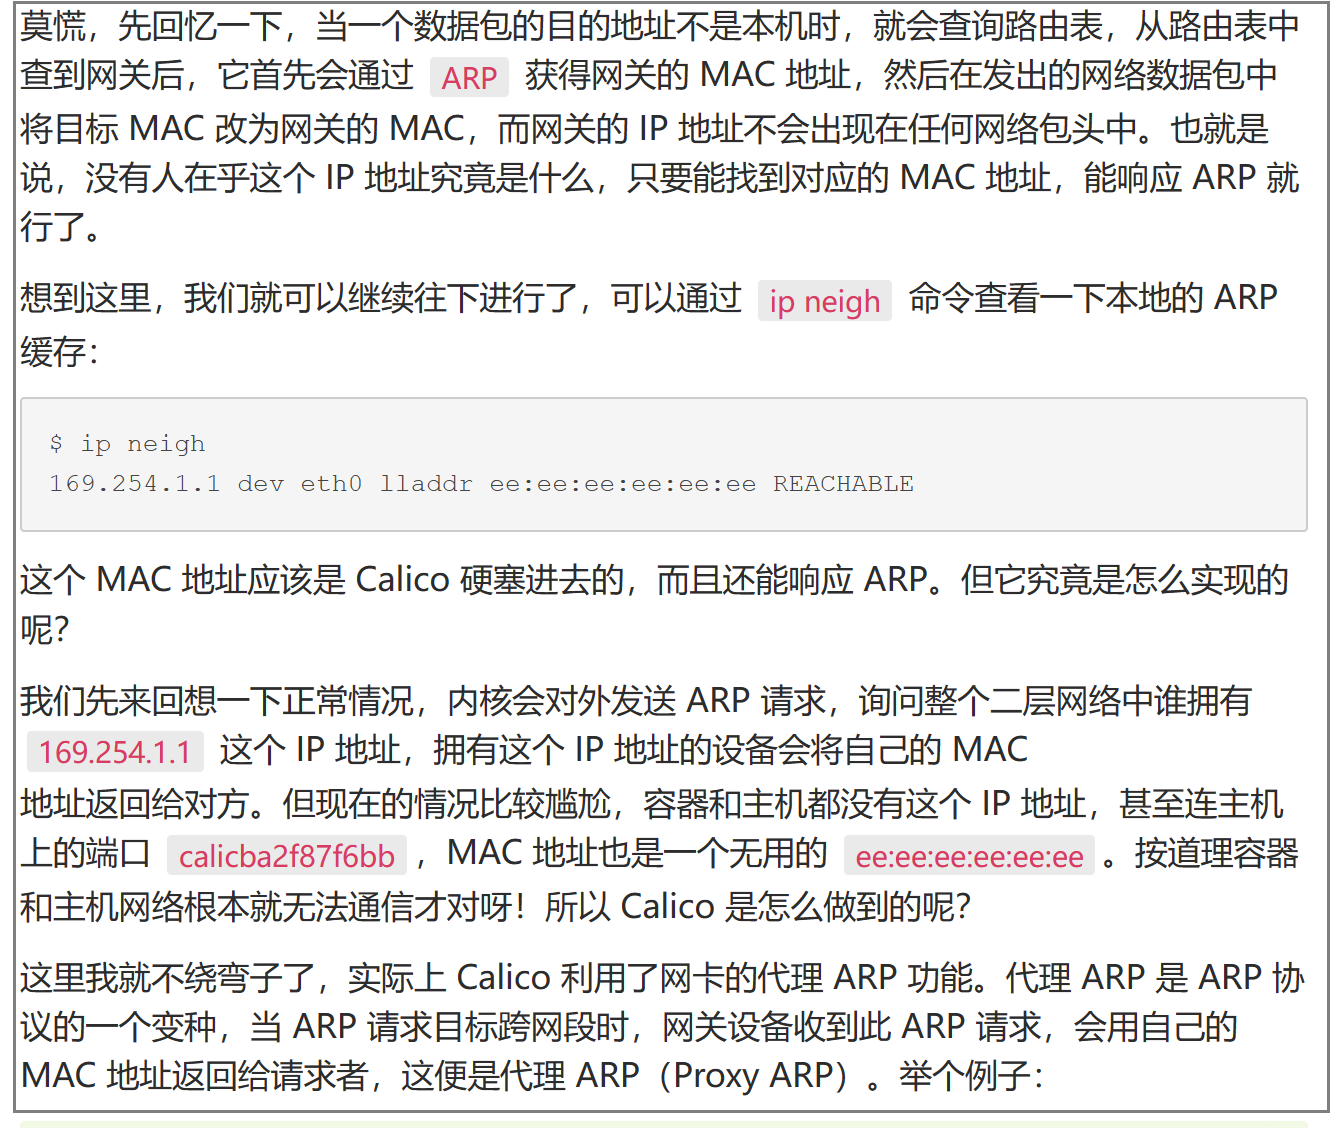 莫慌，先回忆一下，当一个数据包的目的地址不是本机时，就会查询路由表，从路由表中
查到网关后，它首先会通过 ARP 获得网关的 MAC 地址，然后在发出的网络数据包中
将目标 MAC 改为网关的 MAC，而网关的 IP 地址不会出现在任何网络包头中。也就是
说，没有人在乎这个 IP 地址究竟是什么，只要能找到对应的 MAC 地址，能响应 ARP 就
行了。
想到这里，我们就可以继续往下进行了，可以通过 ip neigh 命令查看一下本地的 ARP
缓存：
$ ip neigh
169.254.1.1 dev eth0 lladdr ee:ee:ee:ee:ee:ee REACHABLE
这个 MAC 地址应该是 Calico 硬塞进去的，而且还能响应 ARP。但它究竟是怎么实现的
呢？
我们先来回想一下正常情况，内核会对外发送 ARP 请求，询问整个二层网络中谁拥有
169.254.1.1 这个 IP 地址，拥有这个 IP 地址的设备会将自己的 MAC
地址返回给对方。但现在的情况比较尴尬，容器和主机都没有这个 IP 地址，甚至连主机
上的端口 calicba2f87f6bb ，MAC 地址也是一个无用的 ee:ee:ee:ee:ee:ee 。按道理容器
和主机网络根本就无法通信才对呀！所以 Calico 是怎么做到的呢？
这里我就不绕弯子了，实际上 Calico 利用了网卡的代理 ARP 功能。代理 ARP 是 ARP 协
议的一个变种，当 ARP 请求目标跨网段时，网关设备收到此 ARP 请求，会用自己的
MAC 地址返回给请求者，这便是代理 ARP（Proxy ARP）。举个例子：